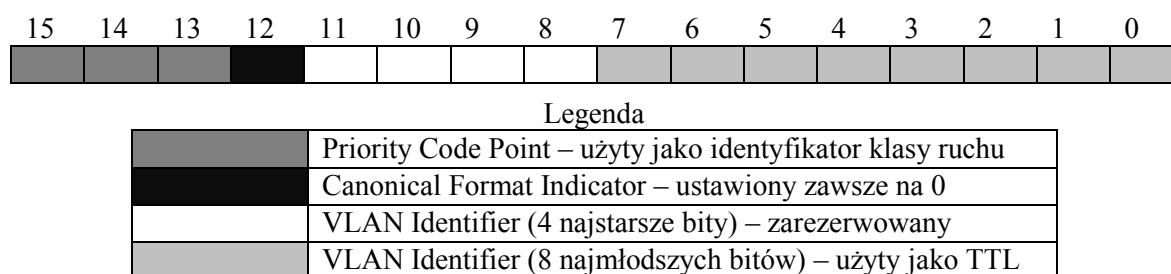 15 14 13 12 11 10 9 8 7 6 5 4 3 2 1 0
Legenda
Priority Code Point – użyty jako identyfikator klasy ruchu
Canonical Format Indicator – ustawiony zawsze na 0
VLAN Identifier (4 najstarsze bity) – zarezerwowany
VLAN Identifier (8 najmłodszych bitów) – użyty jako TTL